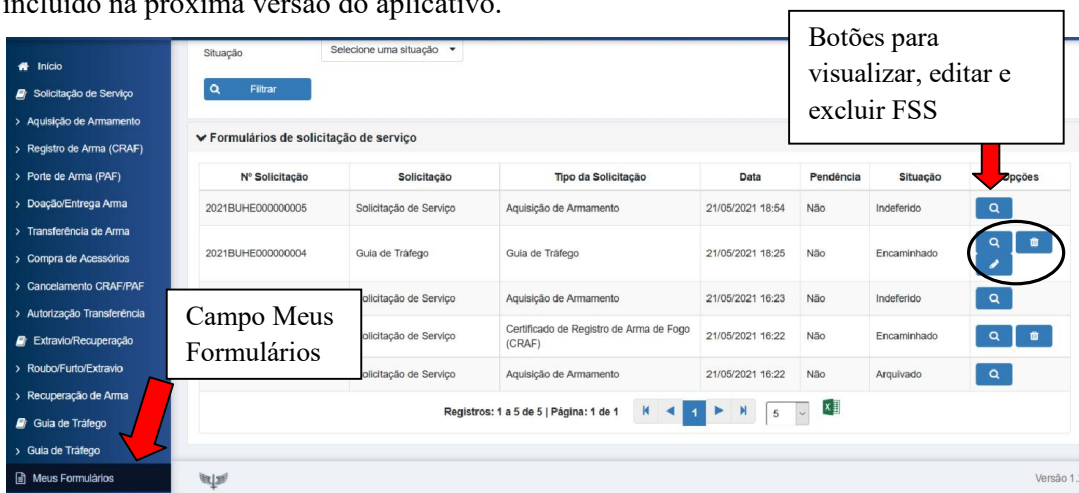 incluído na próxima versão do aplicativo.
Botões para
visualizar, editar e
excluir FSS
Início
Solicitação de Serviço
Aquisição de Armamento
Registro de Arma (CRAF)
Porte de Arma (PAF)
Doação/Entrega Arma
Transferência de Arma
Compra de Acessórios
Cancelamento CRAF/PAF
Autorização Transferência
Extravio/Recuperação
Roubo/Furto/Extravio
Recuperação de Arma
Guia de Tráfego
Guia de Tráfego
Meus Formulários
Campo Meus
Formulários
Situação Selecione uma situação
Filtrar
Formulários de solicitação de serviço
Nº Solicitação Solicitação Tipo da Solicitação Data Pendência Situação Opções
2021BUHE000000005 Solicitação de Serviço Aquisição de Armamento 21/05/2021 18:54 Não Indeferido
2021BUHE000000004 Guia de Tráfego Guia de Tráfego 21/05/2021 18:25 Não Encaminhado
olicitação de Serviço Aquisição de Armamento 21/05/2021 16:23 Não Indeferido
olicitação de Serviço Certificado de Registro de Arma de Fogo
(CRAF) 21/05/2021 16:22 Não Encaminhado
olicitação de Serviço Aquisição de Armamento 21/05/2021 16:22 Não Arquivado
Registros: 1 a 5 de 5 | Página: 1 de 1 1 5
Versão 1.